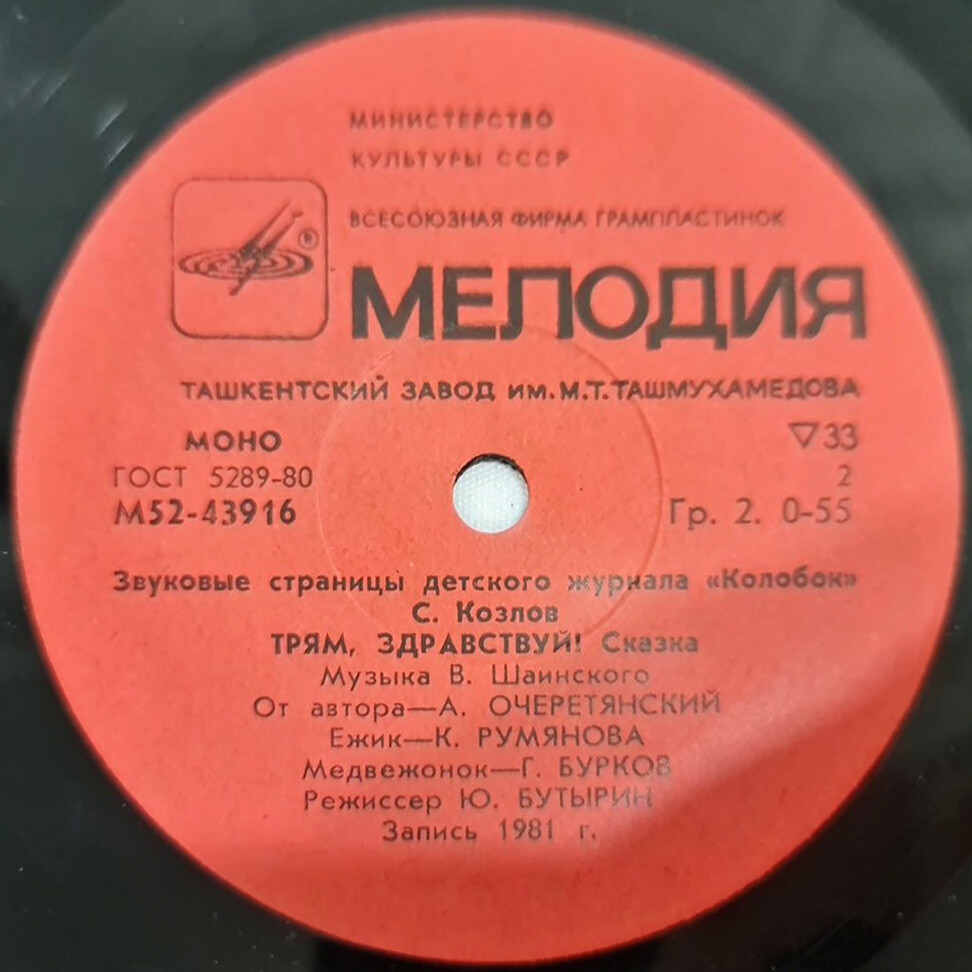 МИНИСТЕРСТВО
КУЛЬТУРЫ СССР
ВСЕСОЮЗНАЯ ФИРМА ГРАМПЛАСТИНОК
®
МЕЛОДИЯ
ТАШКЕНТСКИЙ ЗАВОД им. М.Т. ТАШМУХАМЕДОВА
МОНО ▽33
ГОСТ 5289-80 2
М52-43916 Гр. 2. 0-55
Звуковые страницы детского журнала «Колобок»
С. Козлов
ТРЯМ, ЗДРАВСТВУЙ! Сказка
Музыка В. Шаинского
От автора—А. ОЧЕРЕТЯНСКИЙ
Ежик—К. РУМЯНОВА
Медвежонок—Г. БУРКОВ
Режиссер Ю. БУТЫРИН
Запись 1981 г.